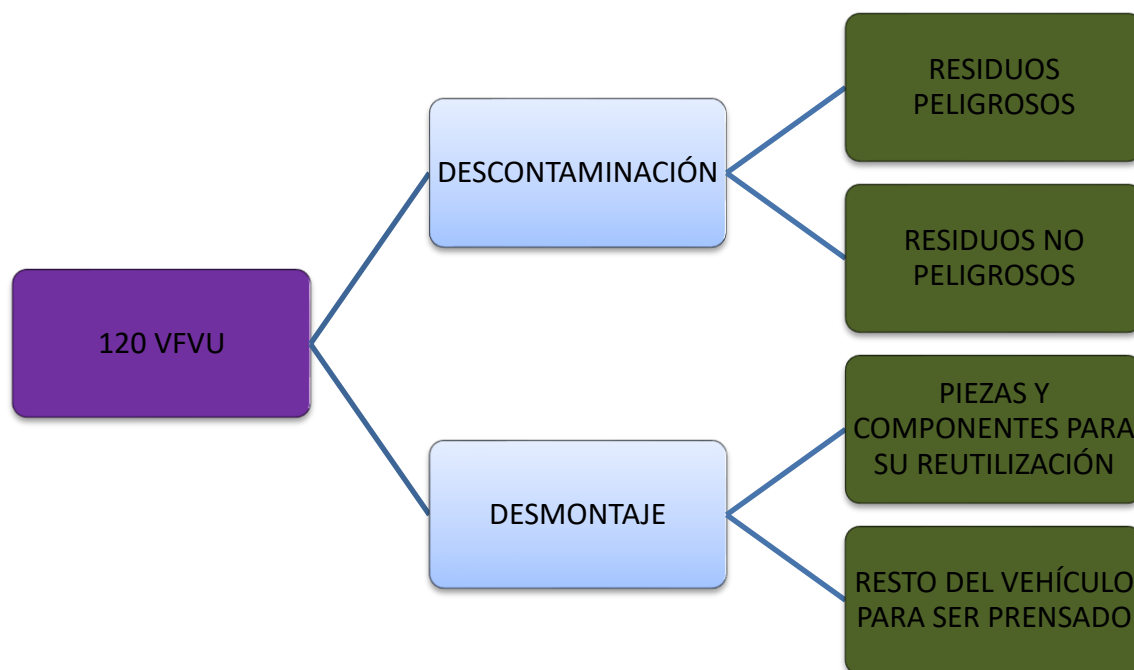 120 VFVU
DESCONTAMINACIÓN
RESIDUOS
PELIGROSOS
RESIDUOS NO
PELIGROSOS
DESMONTAJE
PIEZAS Y
COMPONENTES PARA
SU REUTILIZACIÓN
RESTO DEL VEHÍCULO
PARA SER PRENSADO